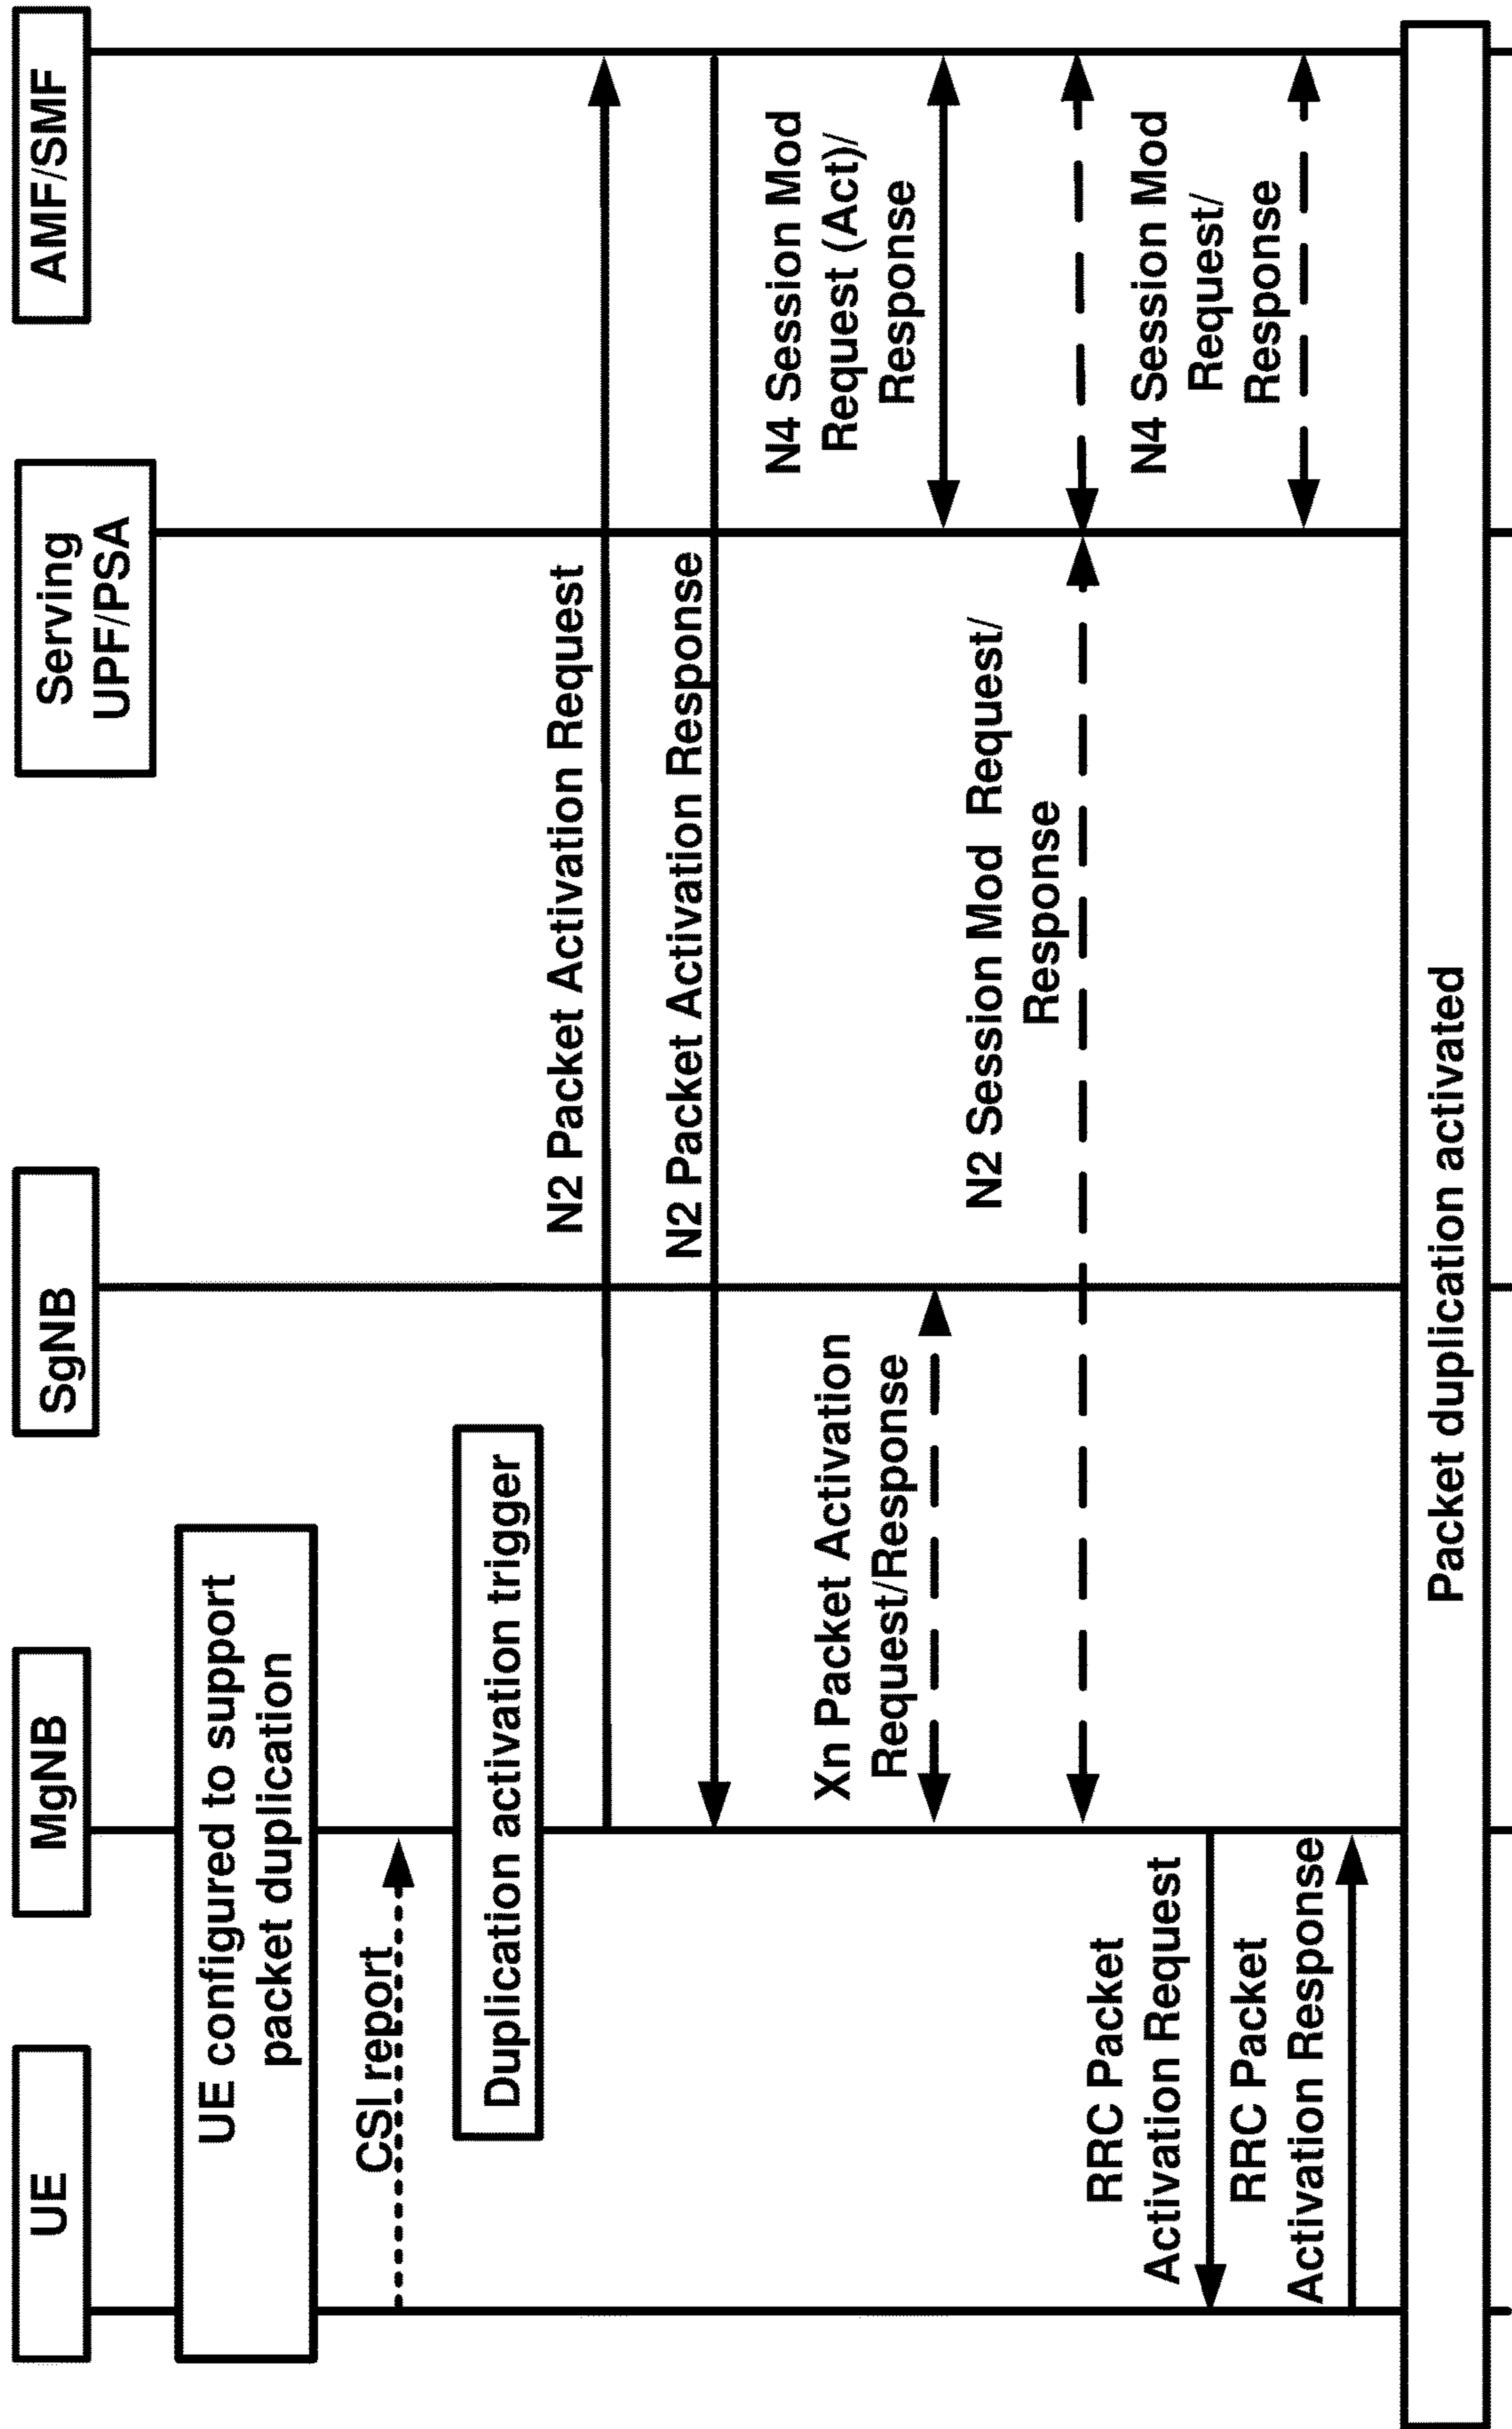 UE
MgNB
SgNB
Serving
UPF/PSA
AMF/SMF
UE configured to support
packet duplication
CSI report
Duplication activation trigger
N2 Packet Activation Request
N2 Packet Activation Response
N4 Session Mod
Request (Act)/
Response
Xn Packet Activation
Request/Response
N2 Session Mod Request/
Response
N4 Session Mod
Request/
Response
RRC Packet
Activation Request
RRC Packet
Activation Response
Packet duplication activated